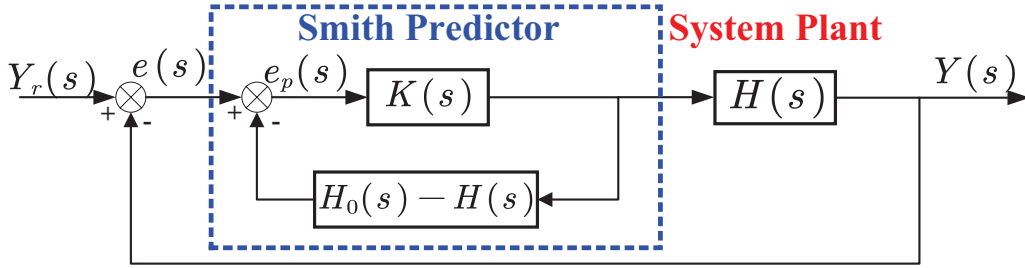 Smith Predictor System Plant
Y_r(s) e(s) e_p(s) K(s) H(s) Y(s)
+ - + -
H_0(s) − H(s)